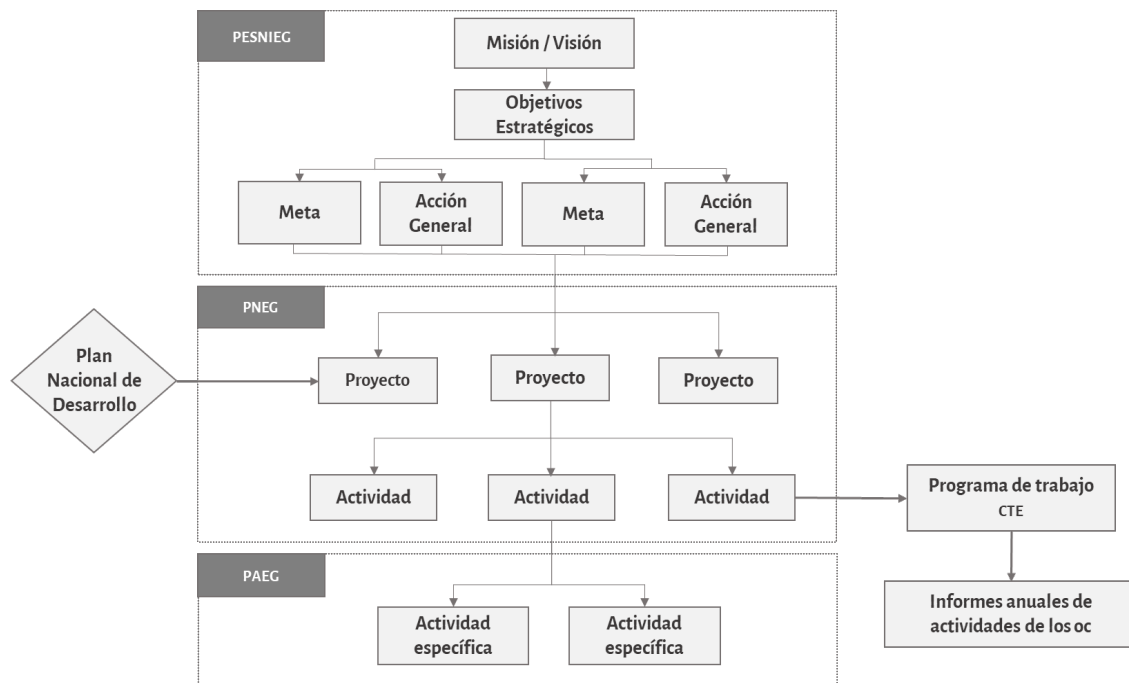 PESNIEG
Misión / Visión
Objetivos
Estratégicos
Meta
Acción
General
Meta
Acción
General
PNEG
Plan
Nacional de
Desarrollo
Proyecto
Proyecto
Proyecto
Actividad
Actividad
Actividad
Programa de trabajo
CTE
PAEG
Actividad
específica
Actividad
específica
Informes anuales de
actividades de los oc